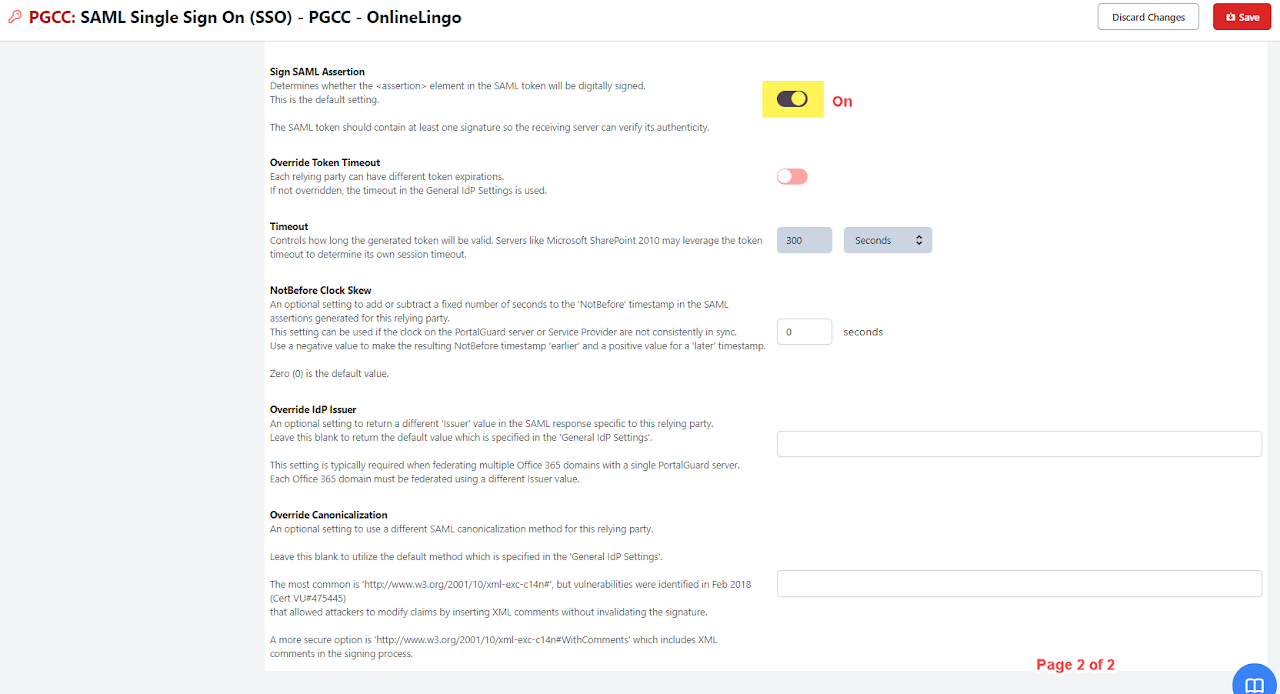 PGCC: SAML Single Sign On (SSO) - PGCC - OnlineLingo
Discard Changes
Save
Sign SAML Assertion
Determines whether the <assertion> element in the SAML token will be digitally signed.
This is the default setting.
On
The SAML token should contain at least one signature so the receiving server can verify its authenticity.
Override Token Timeout
Each relying party can have different token expirations.
If not overridden, the timeout in the General IdP Settings is used.
Timeout
Controls how long the generated token will be valid. Servers like Microsoft SharePoint 2010 may leverage the token
timeout to determine its own session timeout.
300
Seconds
NotBefore Clock Skew
An optional setting to add or subtract a fixed number of seconds to the 'NotBefore' timestamp in the SAML
assertions generated for this relying party.
This setting can be used if the clock on the PortalGuard server or Service Provider are not consistently in sync.
Use a negative value to make the resulting NotBefore timestamp 'earlier' and a positive value for a 'later' timestamp.
0
seconds
Zero (0) is the default value.
Override IdP Issuer
An optional setting to return a different 'Issuer' value in the SAML response specific to this relying party.
Leave this blank to return the default value which is specified in the 'General IdP Settings'.
This setting is typically required when federating multiple Office 365 domains with a single PortalGuard server.
Each Office 365 domain must be federated using a different Issuer value.
Override Canonicalization
An optional setting to use a different SAML canonicalization method for this relying party.
Leave this blank to utilize the default method which is specified in the 'General IdP Settings'.
The most common is 'http://www.w3.org/2001/10/xml-exc-c14n#', but vulnerabilities were identified in Feb 2018
(Cert VU#475445)
that allowed attackers to modify claims by inserting XML comments without invalidating the signature.
A more secure option is 'http://www.w3.org/2001/10/xml-exc-c14n#WithComments' which includes XML
comments in the signing process.
Page 2 of 2